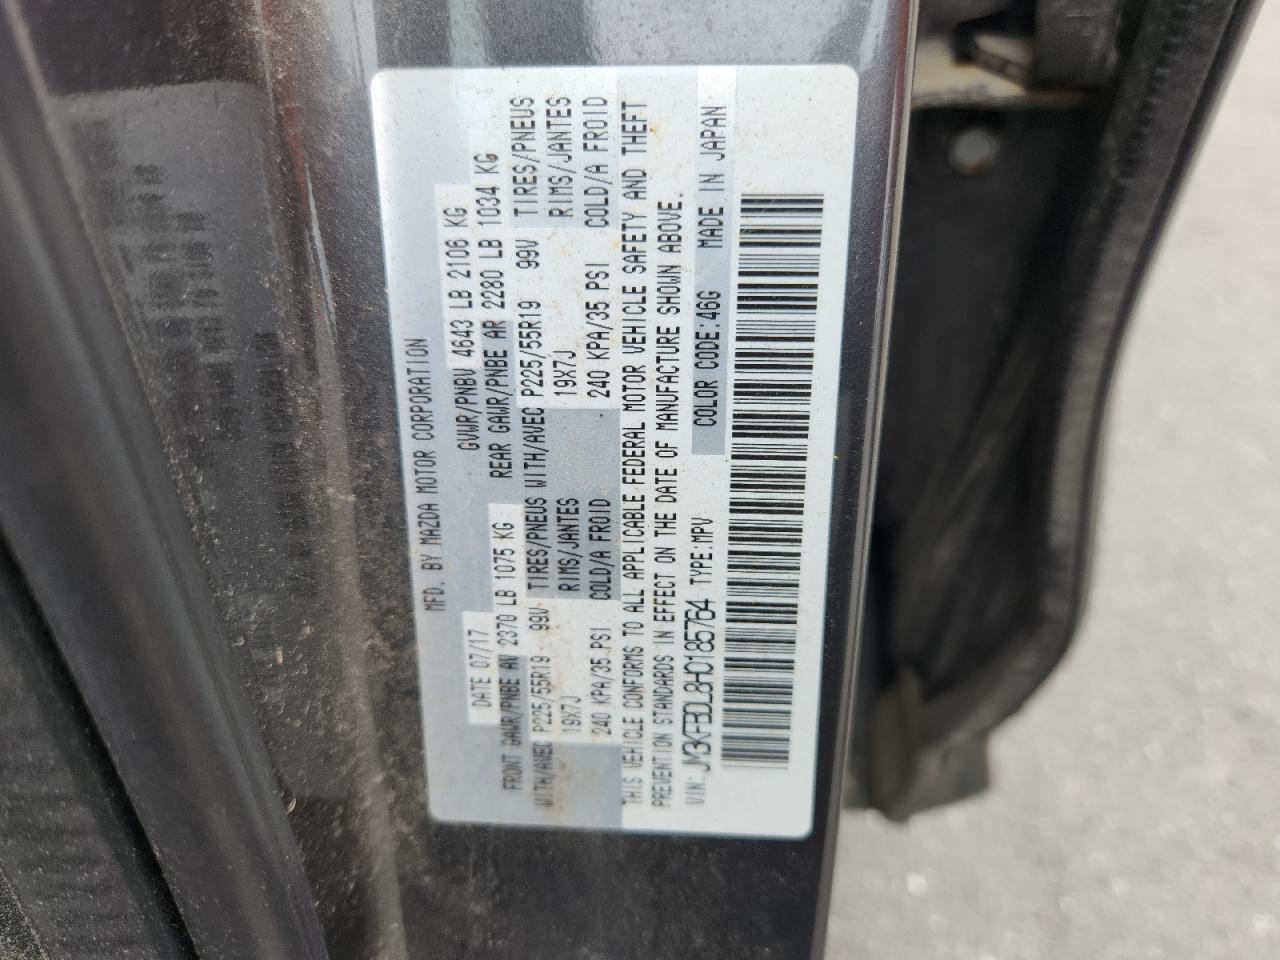 MFD. BY MAZDA MOTOR CORPORATION
DATE 07/17 GVWR/PNBV 4643 LB 2106 KG
FRONT GAWR/PNBE AV 2370 LB 1075 KG REAR GAWR/PNBE AR 2280 LB 1034 KG
WITH/AVEC P225/55R19 99V TIRES/PNEUS WITH/AVEC P225/55R19 99V TIRES/PNEUS
19X7J RIMS/JANTES 19X7J RIMS/JANTES
240 KPA/35 PSI COLD/A FROID 240 KPA/35 PSI COLD/A FROID
THIS VEHICLE CONFORMS TO ALL APPLICABLE FEDERAL MOTOR VEHICLE SAFETY AND THEFT
PREVENTION STANDARDS IN EFFECT ON THE DATE OF MANUFACTURE SHOWN ABOVE.
VIN: JM3KFBDL8H0185764 TYPE:MPV COLOR CODE:46G MADE IN JAPAN